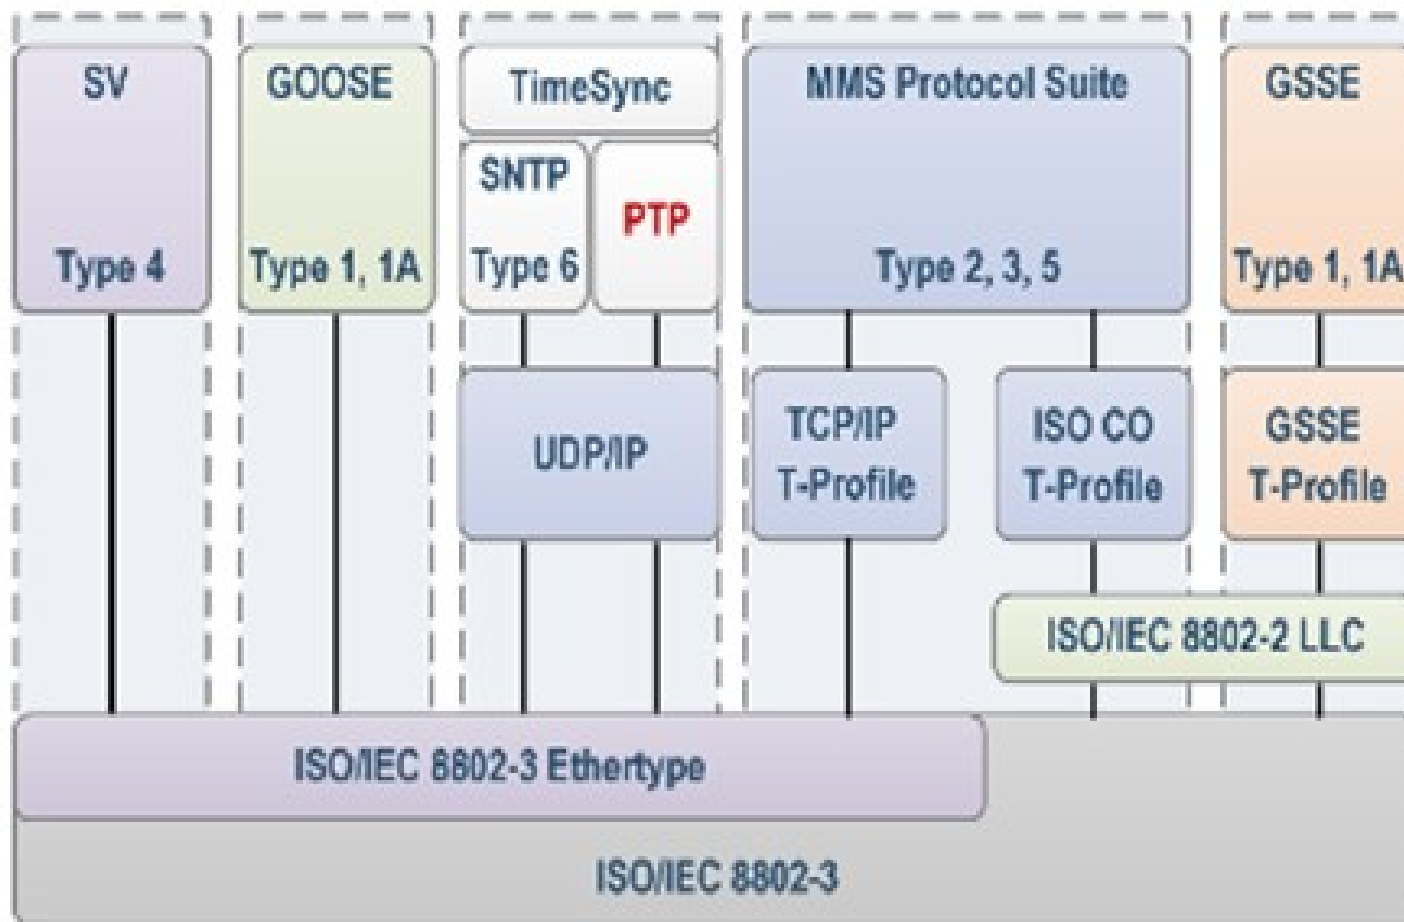 SV
Type 4
GOOSE
Type 1, 1A
TimeSync
SNTP
Type 6
PTP
MMS Protocol Suite
Type 2, 3, 5
GSSE
Type 1, 1A
UDP/IP
TCP/IP
T-Profile
ISO CO
T-Profile
GSSE
T-Profile
ISO/IEC 8802-2 LLC
ISO/IEC 8802-3 Ethertype
ISO/IEC 8802-3